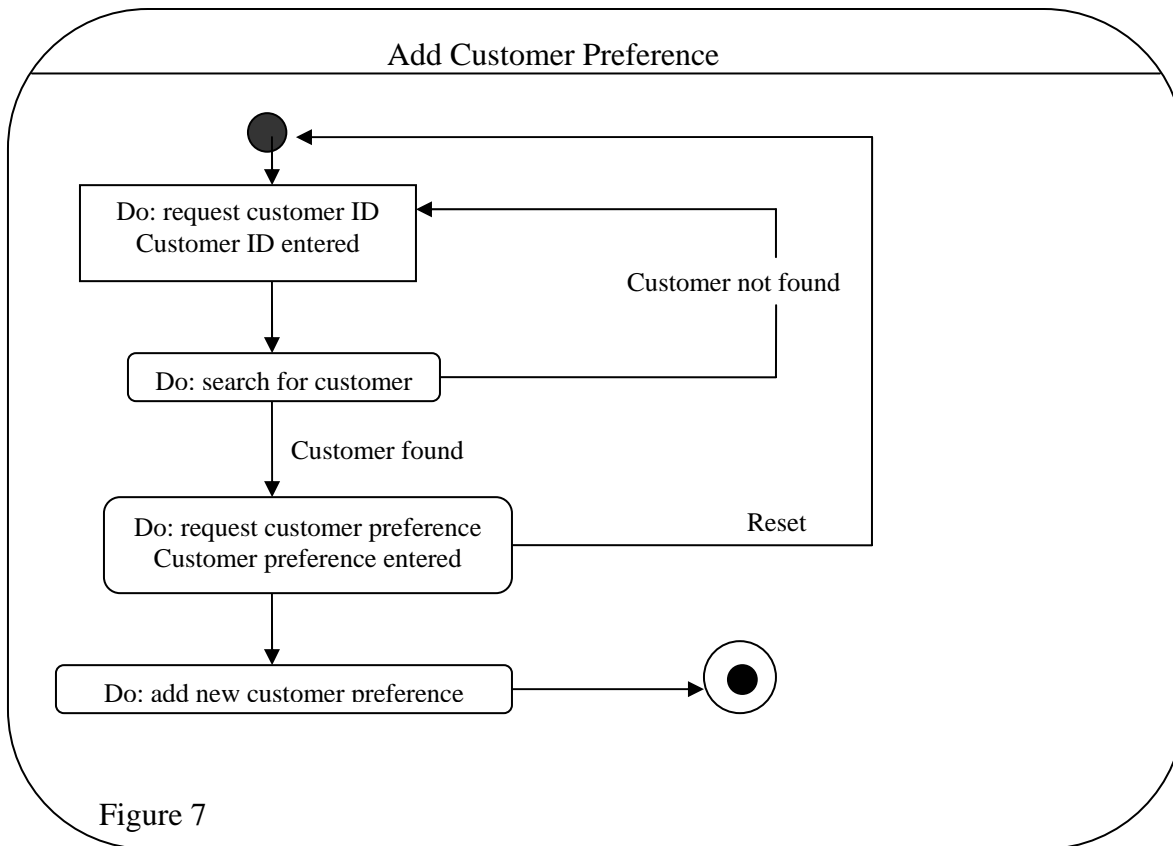 Add Customer Preference
Do: request customer ID
Customer ID entered
Customer not found
Do: search for customer
Customer found
Do: request customer preference
Customer preference entered
Reset
Do: add new customer preference
Figure 7